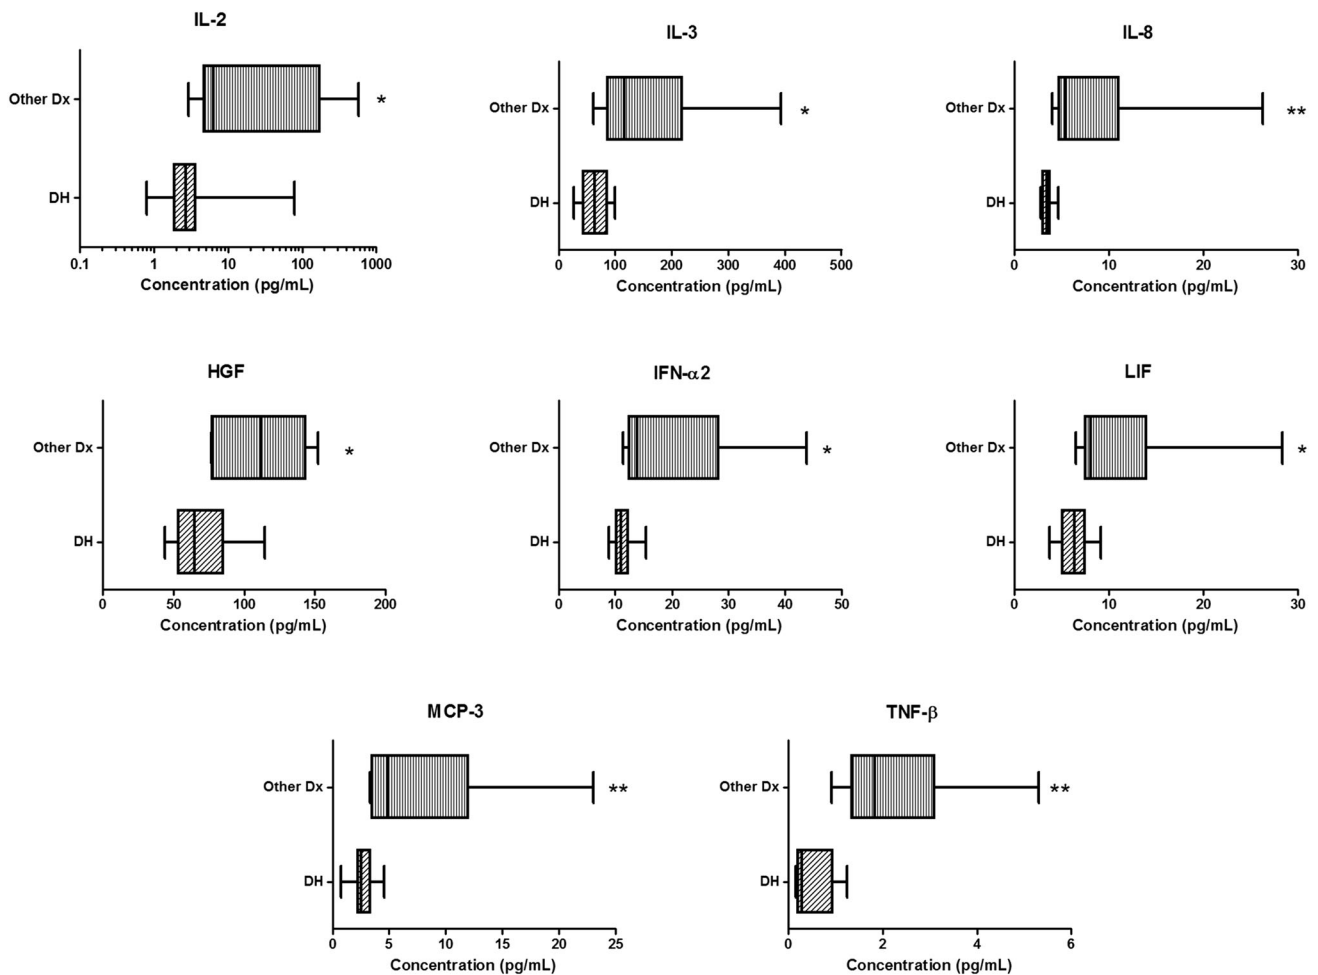 IL-2
Other Dx
*
DH
0.1 1 10 100 1000
Concentration (pg/mL)
IL-3
Other Dx
*
DH
0 100 200 300 400 500
Concentration (pg/mL)
IL-8
Other Dx
**
DH
0 10 20 30
Concentration (pg/mL)
HGF
Other Dx
*
DH
0 50 100 150 200
Concentration (pg/mL)
IFN-α2
Other Dx
*
DH
0 10 20 30 40 50
Concentration (pg/mL)
LIF
Other Dx
*
DH
0 10 20 30
Concentration (pg/mL)
MCP-3
Other Dx
**
DH
0 5 10 15 20 25
Concentration (pg/mL)
TNF-β
Other Dx
**
DH
0 2 4 6
Concentration (pg/mL)